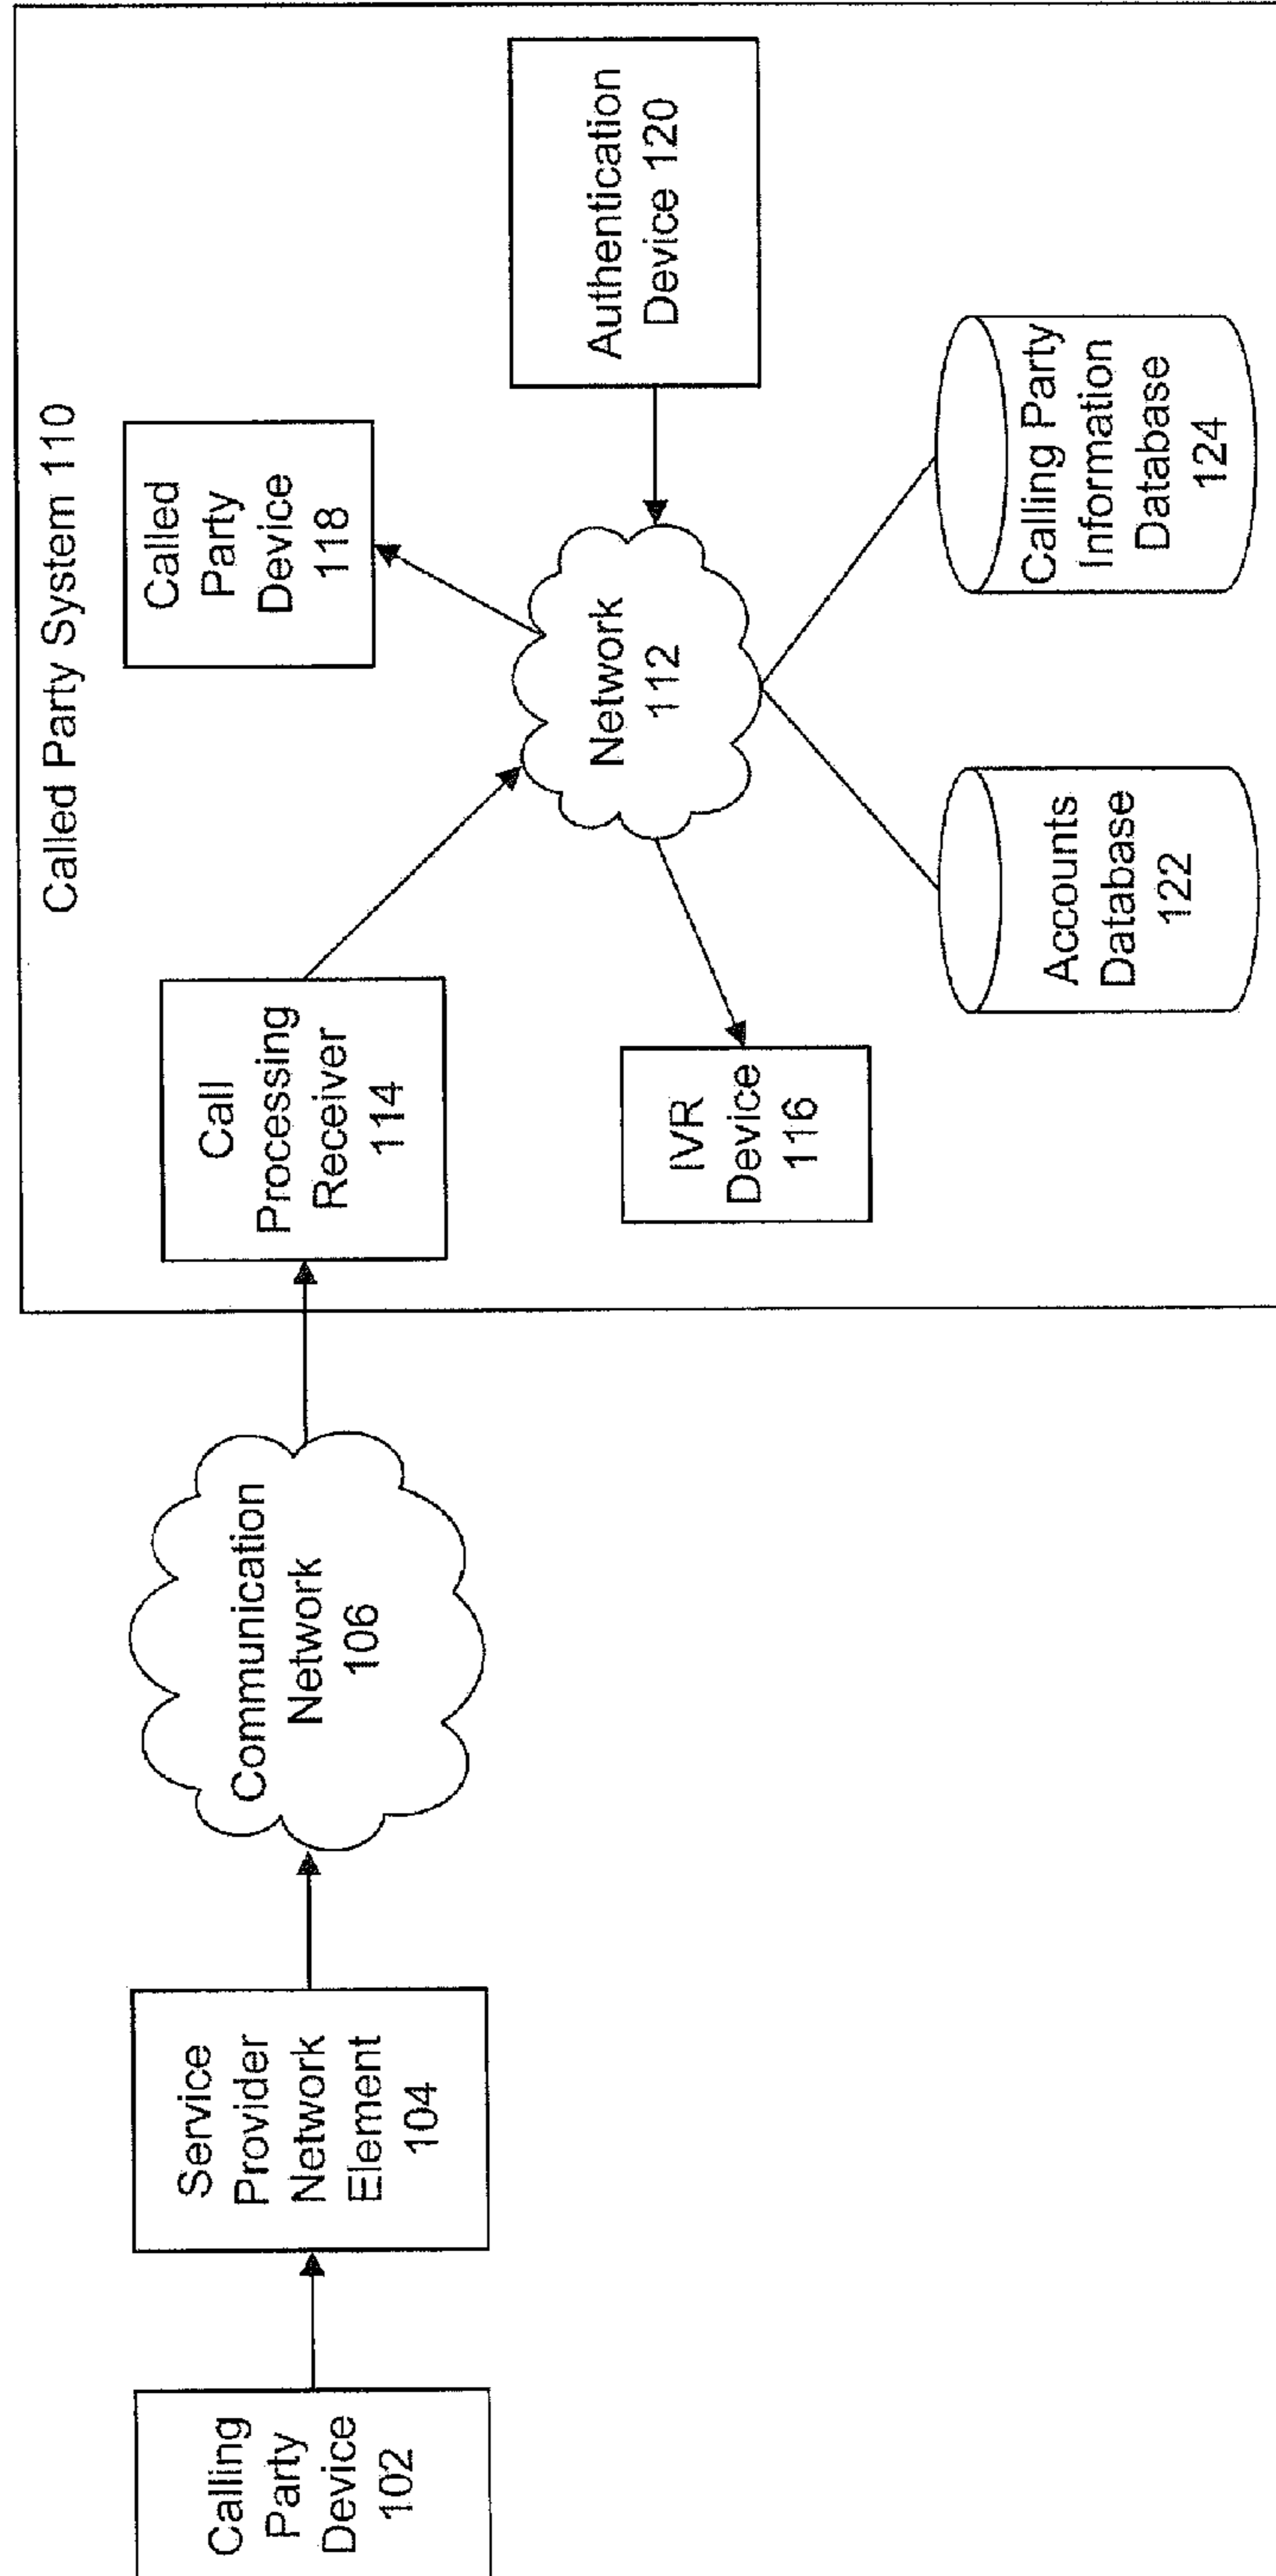 Calling
Party
Device
102
Service
Provider
Network
Element
104
Communication
Network
106
Called Party System 110
Call
Processing
Receiver
114
Called
Party
Device
118
IVR
Device
116
Network
112
Authentication
Device 120
Accounts
Database
122
Calling Party
Information
Database
124